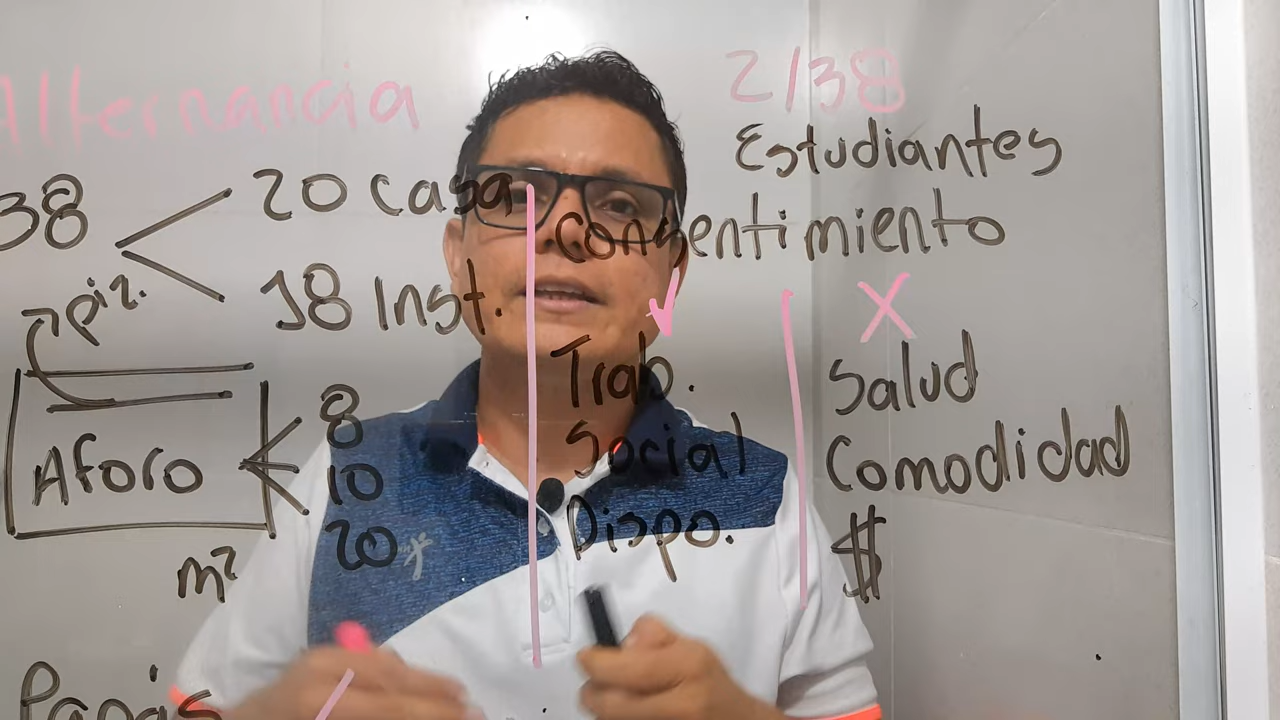 Alternancia
38
20 casa
18 Inst.
piz.
Aforo
8
10
20
m²
Papás
2/38
Estudiantes
consentimiento
Trab.
Social
Dispo.
X
Salud
Comodidad
$